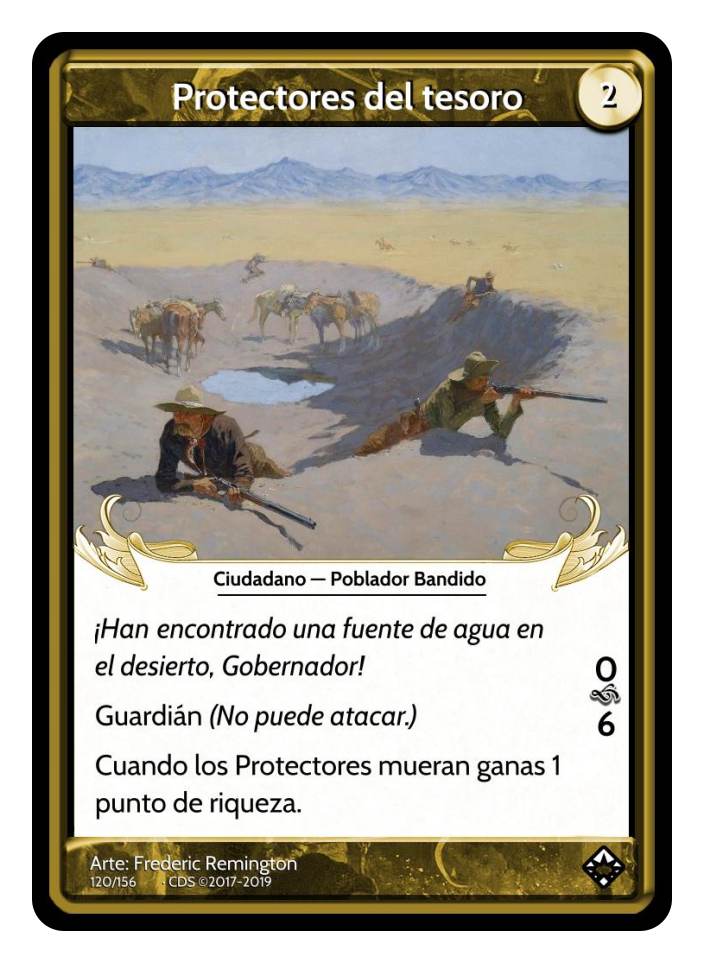 Protectores del tesoro
2
Ciudadano — Poblador Bandido
¡Han encontrado una fuente de agua en
el desierto, Gobernador!
Guardián (No puede atacar.)
Cuando los Protectores mueran ganas 1
punto de riqueza.
0
6
Arte: Frederic Remington
120/156 · CDS ©2017-2019